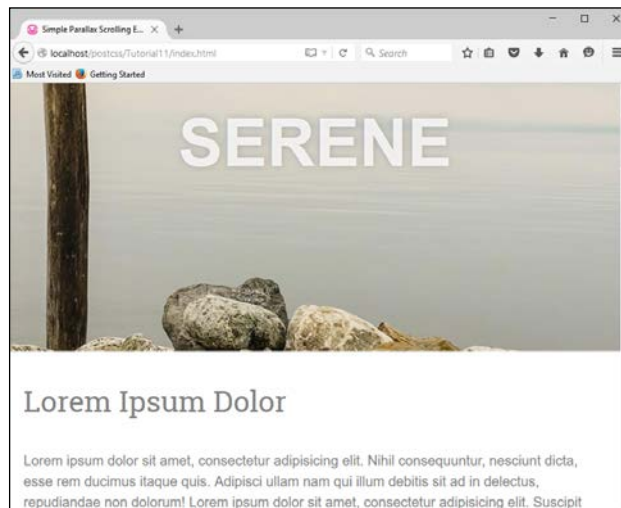 Simple Parallax Scrolling E...
localhost/postcss/Tutorial11/index.html
Search
Most Visited
Getting Started
SERENE
Lorem Ipsum Dolor
Lorem ipsum dolor sit amet, consectetur adipisicing elit. Nihil consequuntur, nesciunt dicta,
esse rem ducimus itaque quis. Adipisci ullam nam qui illum debitis sit ad in delectus,
repudiandae non dolorum! Lorem ipsum dolor sit amet, consectetur adipisicing elit. Suscipit